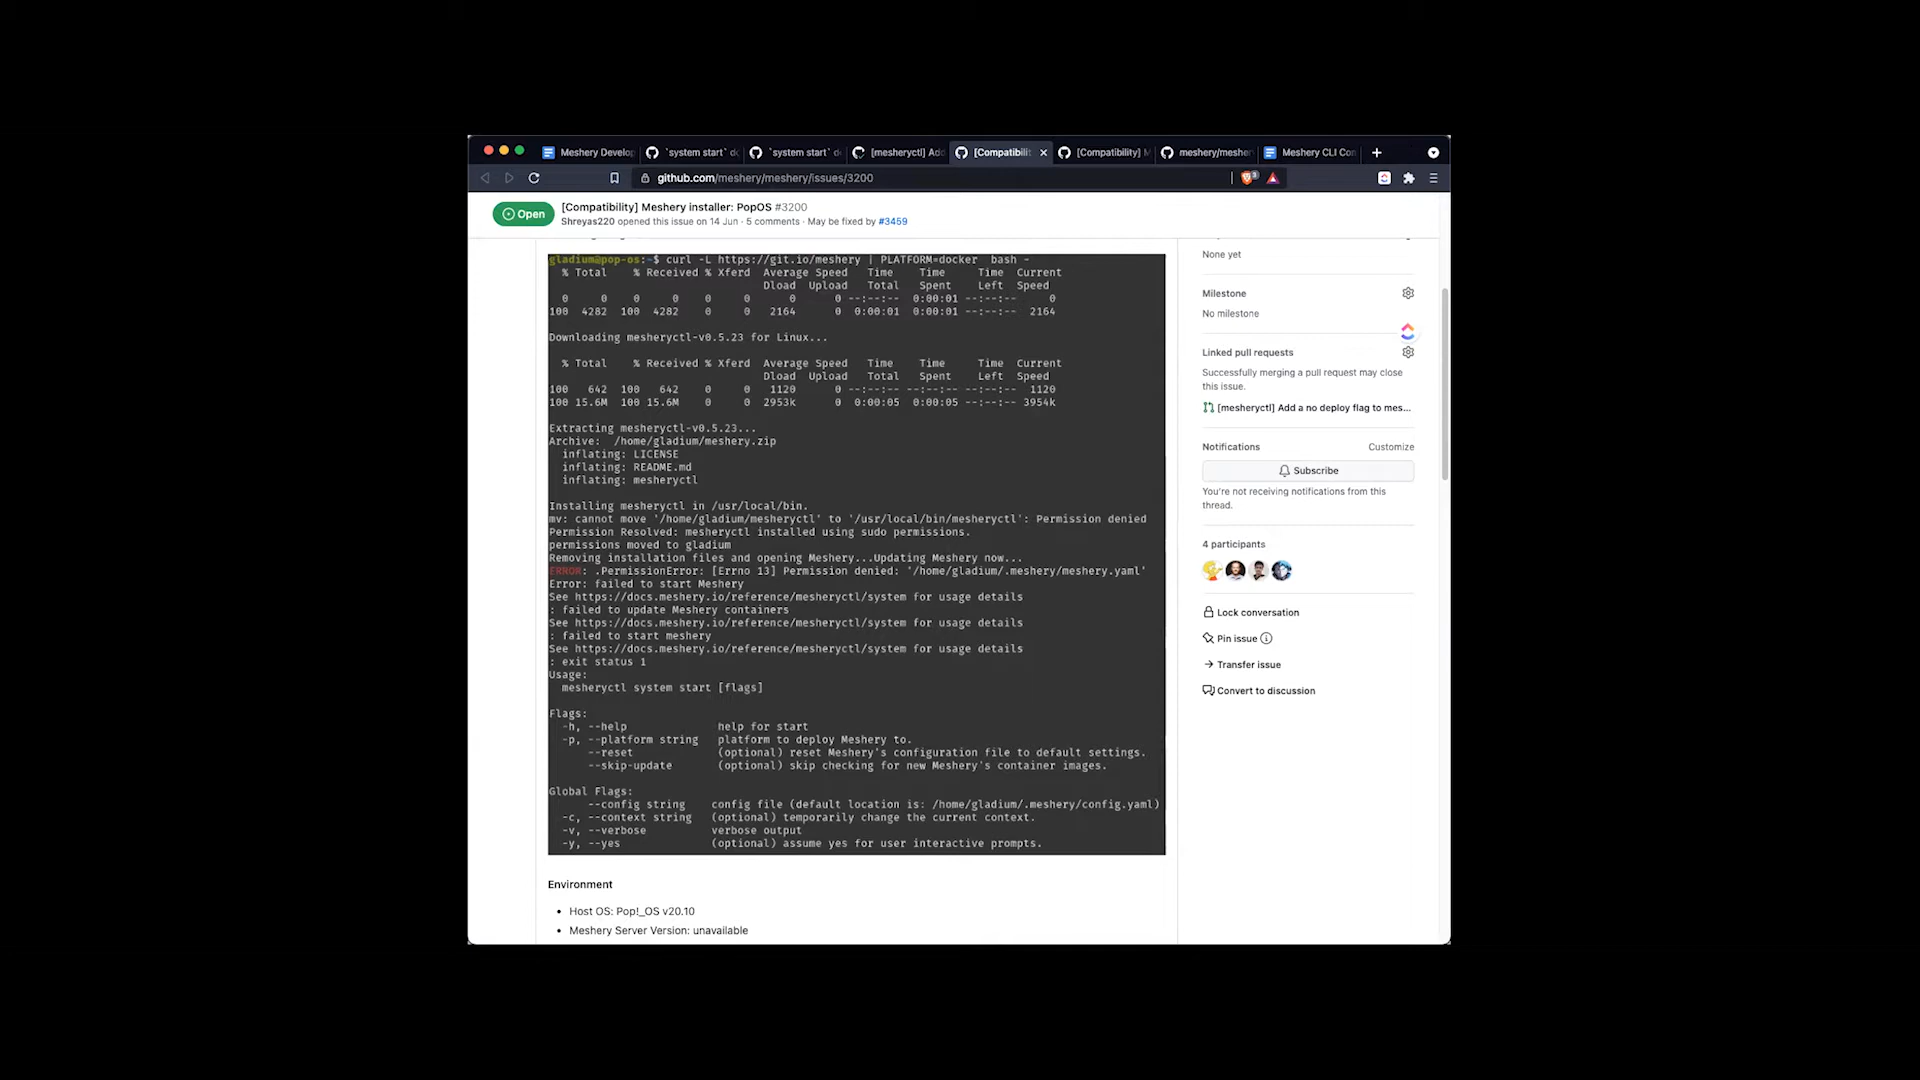 Meshery Develop
`system start` de
`system start` de
[mesheryctl] Add
[Compatibilit
[Compatibility] M
meshery/mesher
Meshery CLI Con
github.com/meshery/meshery/issues/3200
Open
[Compatibility] Meshery installer: PopOS #3200
Shreyas220 opened this issue on 14 Jun · 5 comments · May be fixed by #3459
gladium@pop-os:~$ curl -L https://git.io/meshery | PLATFORM=docker  bash -
% Total    % Received % Xferd  Average Speed   Time    Time     Time  Current
Dload  Upload   Total   Spent    Left  Speed
0     0    0     0    0     0      0      0 --:--:--  0:00:01 --:--:--     0
100  4282  100  4282    0     0   2164      0  0:00:01  0:00:01 --:--:--  2164
Downloading mesheryctl-v0.5.23 for Linux...
% Total    % Received % Xferd  Average Speed   Time    Time     Time  Current
Dload  Upload   Total   Spent    Left  Speed
100   642  100   642    0     0   1120      0 --:--:-- --:--:-- --:--:--  1120
100 15.6M  100 15.6M    0     0  2953k      0  0:00:05  0:00:05 --:--:-- 3954k
Extracting mesheryctl-v0.5.23...
Archive:  /home/gladium/meshery.zip
inflating: LICENSE
inflating: README.md
inflating: mesheryctl
Installing mesheryctl in /usr/local/bin.
mv: cannot move '/home/gladium/mesheryctl' to '/usr/local/bin/mesheryctl': Permission denied
Permission Resolved: mesheryctl installed using sudo permissions.
permissions moved to gladium
Removing installation files and opening Meshery...Updating Meshery now...
ERROR: .PermissionError: [Errno 13] Permission denied: '/home/gladium/.meshery/meshery.yaml'
Error: failed to start Meshery
See https://docs.meshery.io/reference/mesheryctl/system for usage details
: failed to update Meshery containers
See https://docs.meshery.io/reference/mesheryctl/system for usage details
: failed to start meshery
See https://docs.meshery.io/reference/mesheryctl/system for usage details
: exit status 1
Usage:
mesheryctl system start [flags]
Flags:
-h, --help              help for start
-p, --platform string   platform to deploy Meshery to.
--reset             (optional) reset Meshery's configuration file to default settings.
--skip-update       (optional) skip checking for new Meshery's container images.
Global Flags:
--config string    config file (default location is: /home/gladium/.meshery/config.yaml)
-c, --context string   (optional) temporarily change the current context.
-v, --verbose          verbose output
-y, --yes              (optional) assume yes for user interactive prompts.
Environment
• Host OS: Pop!_OS v20.10
• Meshery Server Version: unavailable
None yet
Milestone
No milestone
Linked pull requests
Successfully merging a pull request may close
this issue.
[mesheryctl] Add a no deploy flag to mes...
Notifications
Customize
Subscribe
You're not receiving notifications from this
thread.
4 participants
Lock conversation
Pin issue
Transfer issue
Convert to discussion